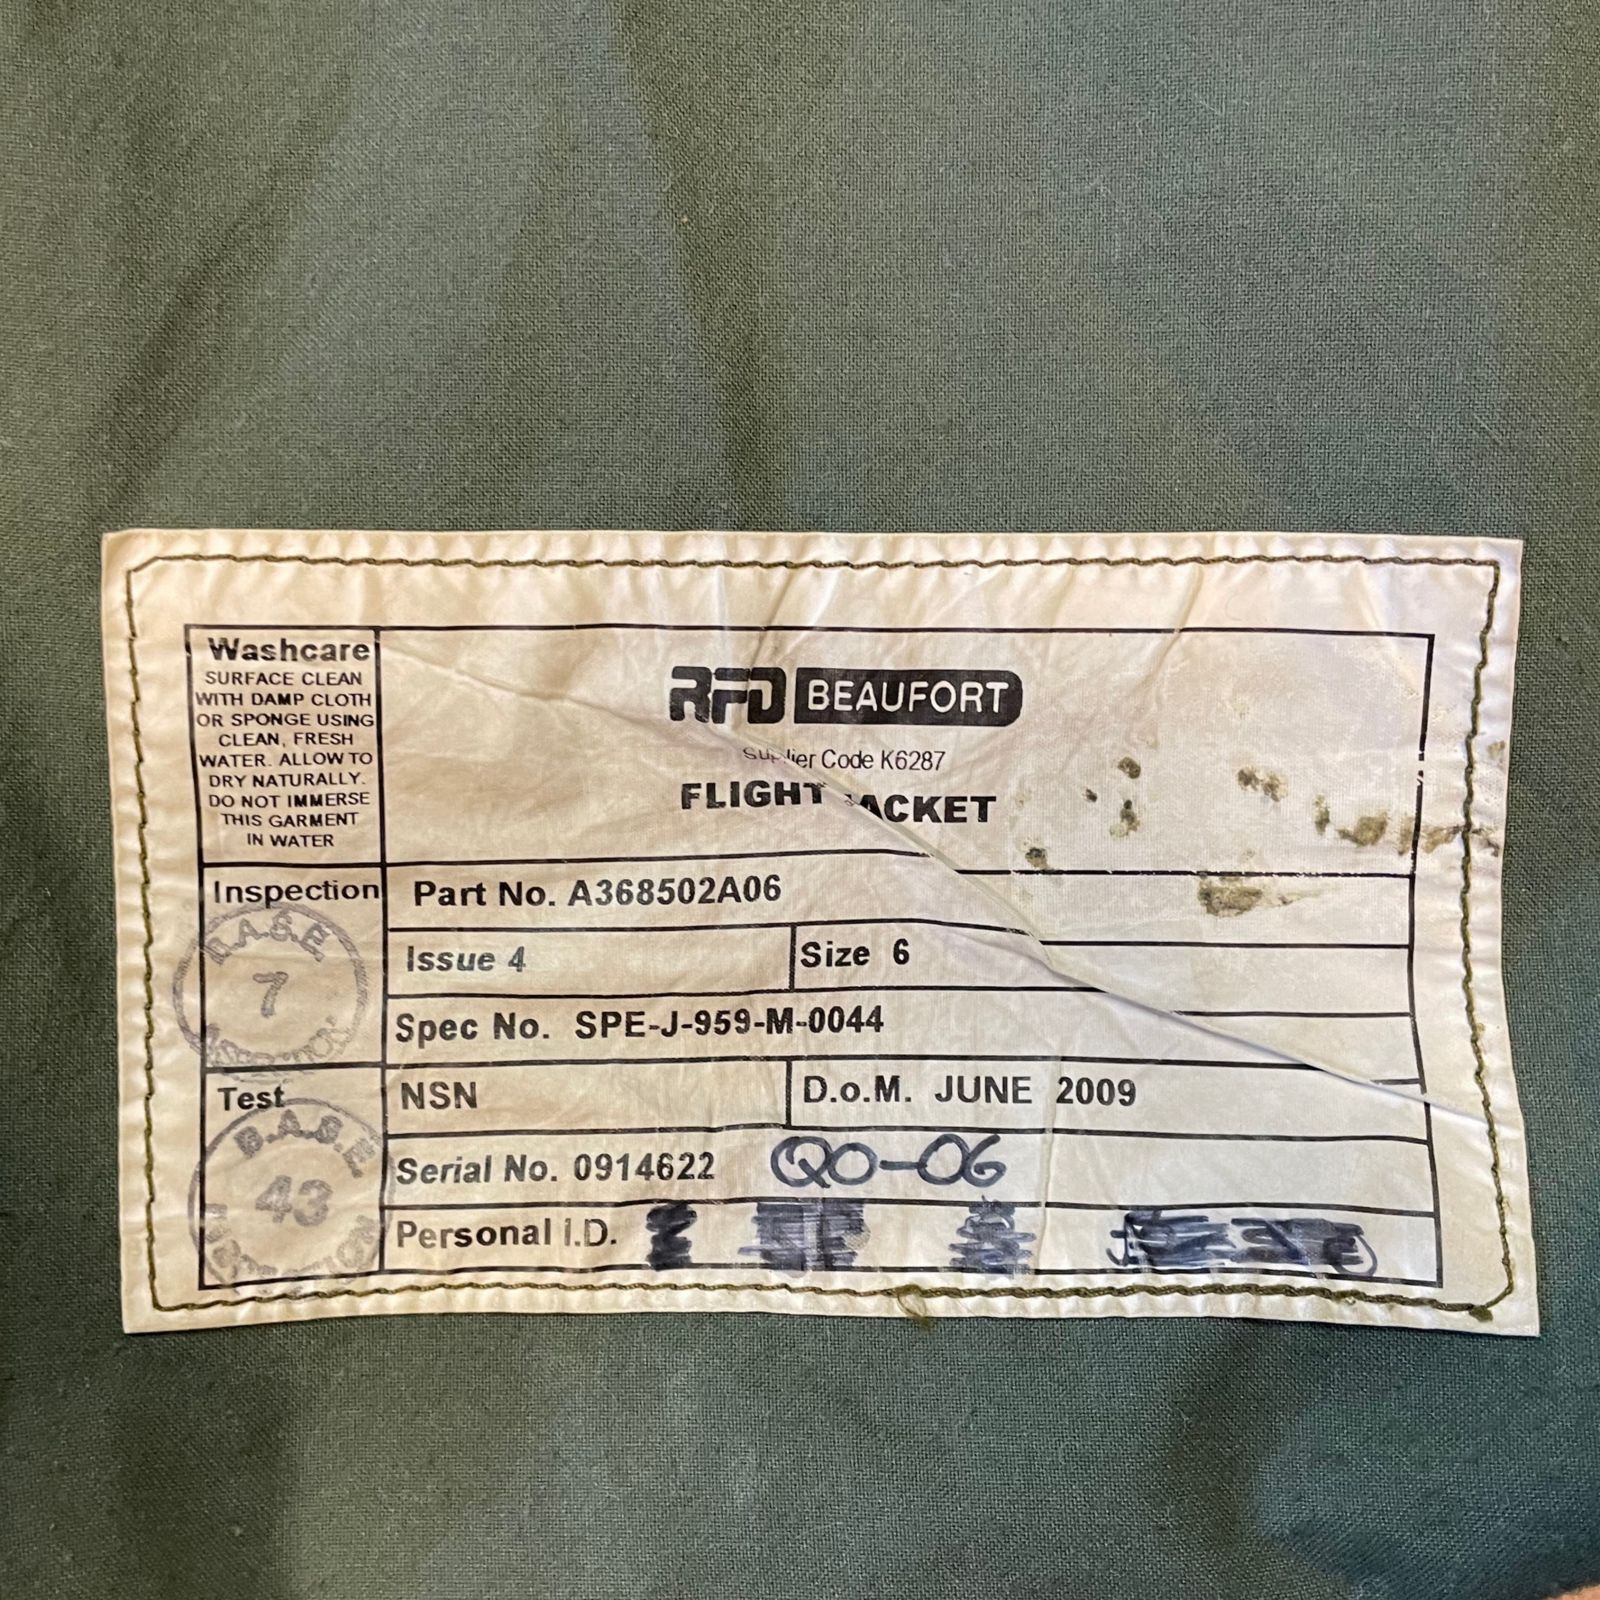 Washcare
SURFACE CLEAN
WITH DAMP CLOTH
OR SPONGE USING
CLEAN, FRESH
WATER. ALLOW TO
DRY NATURALLY.
DO NOT IMMERSE
THIS GARMENT
IN WATER
RFD BEAUFORT
Supplier Code K6287
FLIGHT JACKET
Inspection
B.A.S.E
7
Part No. A368502A06
Issue 4
Size 6
Spec No. SPE-J-959-M-0044
Test
B.A.S.E
43
NSN
D.o.M. JUNE 2009
Serial No. 0914622 QO-06
Personal I.D.